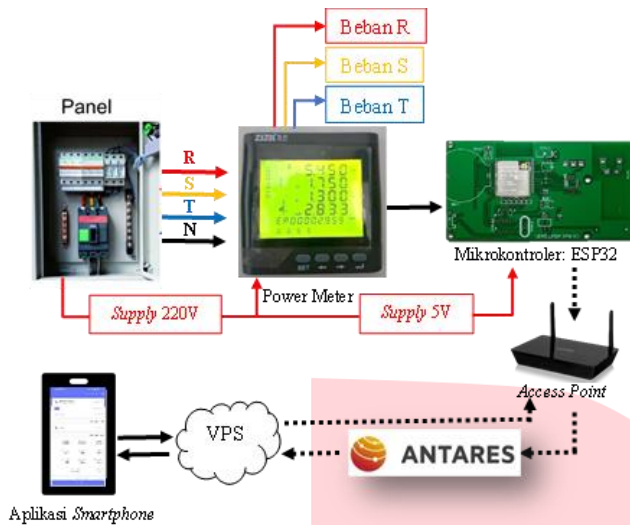 Beban R
Beban S
Beban T
Panel
R
S
T
N
Mikrokontroler: ESP32
Power Meter
Supply 220V
Supply 5V
Access Point
VPS
ANTARES
Aplikasi Smartphone